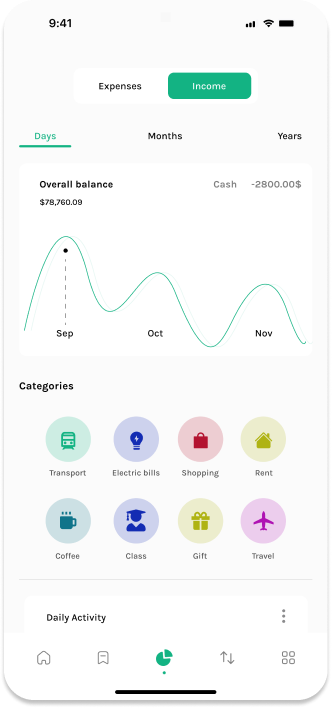 9:41
Expenses Income
Days Months Years
Overall balance Cash -2800.00$
$78,760.09
Sep Oct Nov
Categories
Transport Electric bills Shopping Rent
Coffee Class Gift Travel
Daily Activity